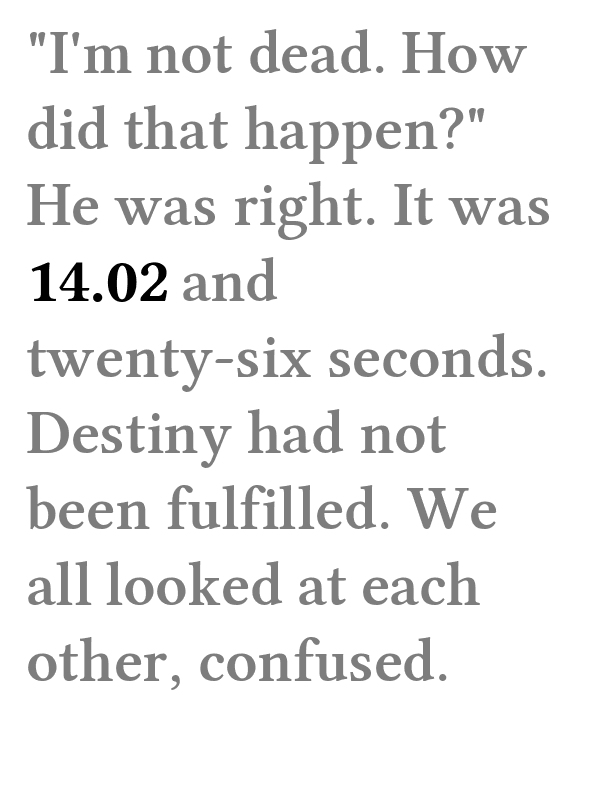 "I'm not dead. How
did that happen?"
He was right. It was
14.02 and
twenty-six seconds.
Destiny had not
been fulfilled. We
all looked at each
other, confused.